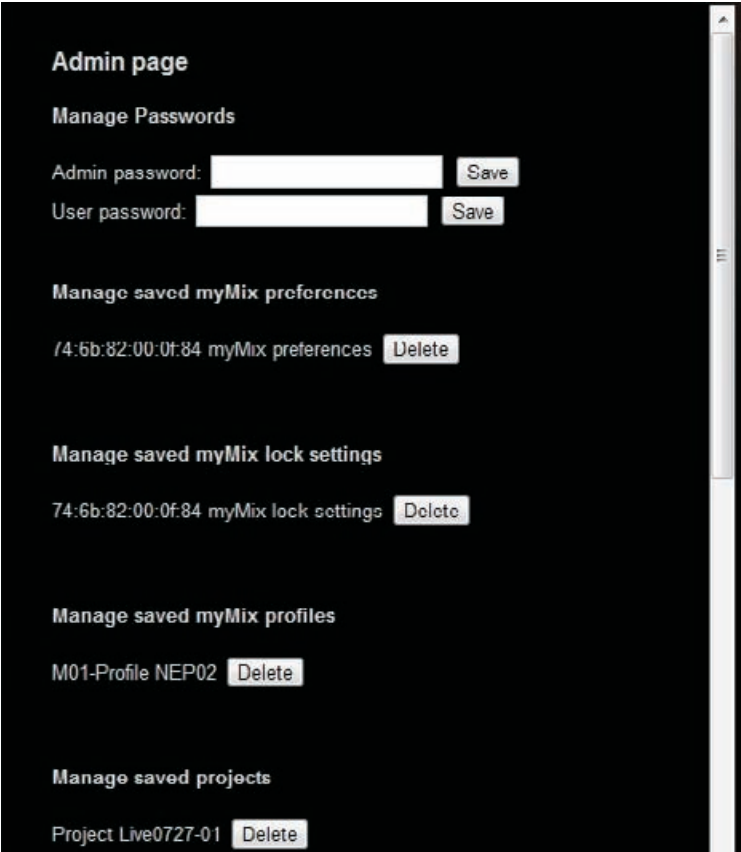 Admin page
Manage Passwords
Admin password: Save
User password: Save
Manage saved myMix preferences
74:6b:82:00:0f:84 myMix preferences Delete
Manage saved myMix lock settings
74:6b:82:00:0f:84 myMix lock settings Delete
Manage saved myMix profiles
M01-Profile NEP02 Delete
Manage saved projects
Project Live0727-01 Delete